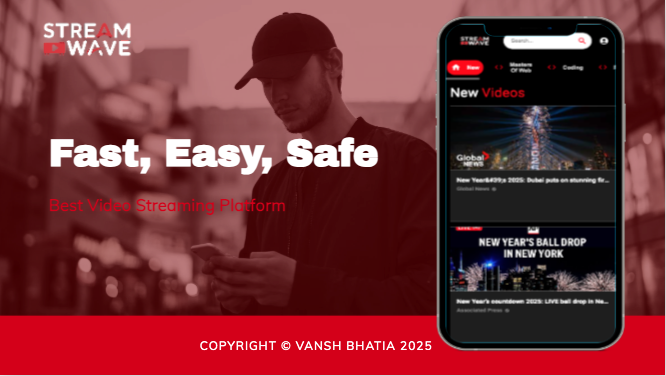 STREAM
WAVE
Fast, Easy, Safe
Best Video Streaming Platform
COPYRIGHT © VANSH BHATIA 2025
STREAM
WAVE
Search...
New
Masters
Of Web
Coding
New Videos
Global
NEWS
New Year&#39;s 2025: Dubai puts on stunning fir...
Global News
NEW YEAR'S BALL DROP
IN NEW YORK
New Year's countdown 2025: LIVE ball drop in Ne...
Associated Press